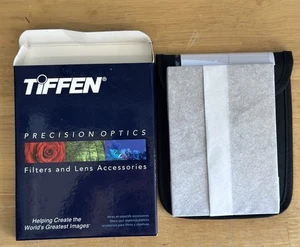 TIFFEN®
PRECISION OPTICS
Filters and Lens Accessories
Helping Create the
World's Greatest Images®